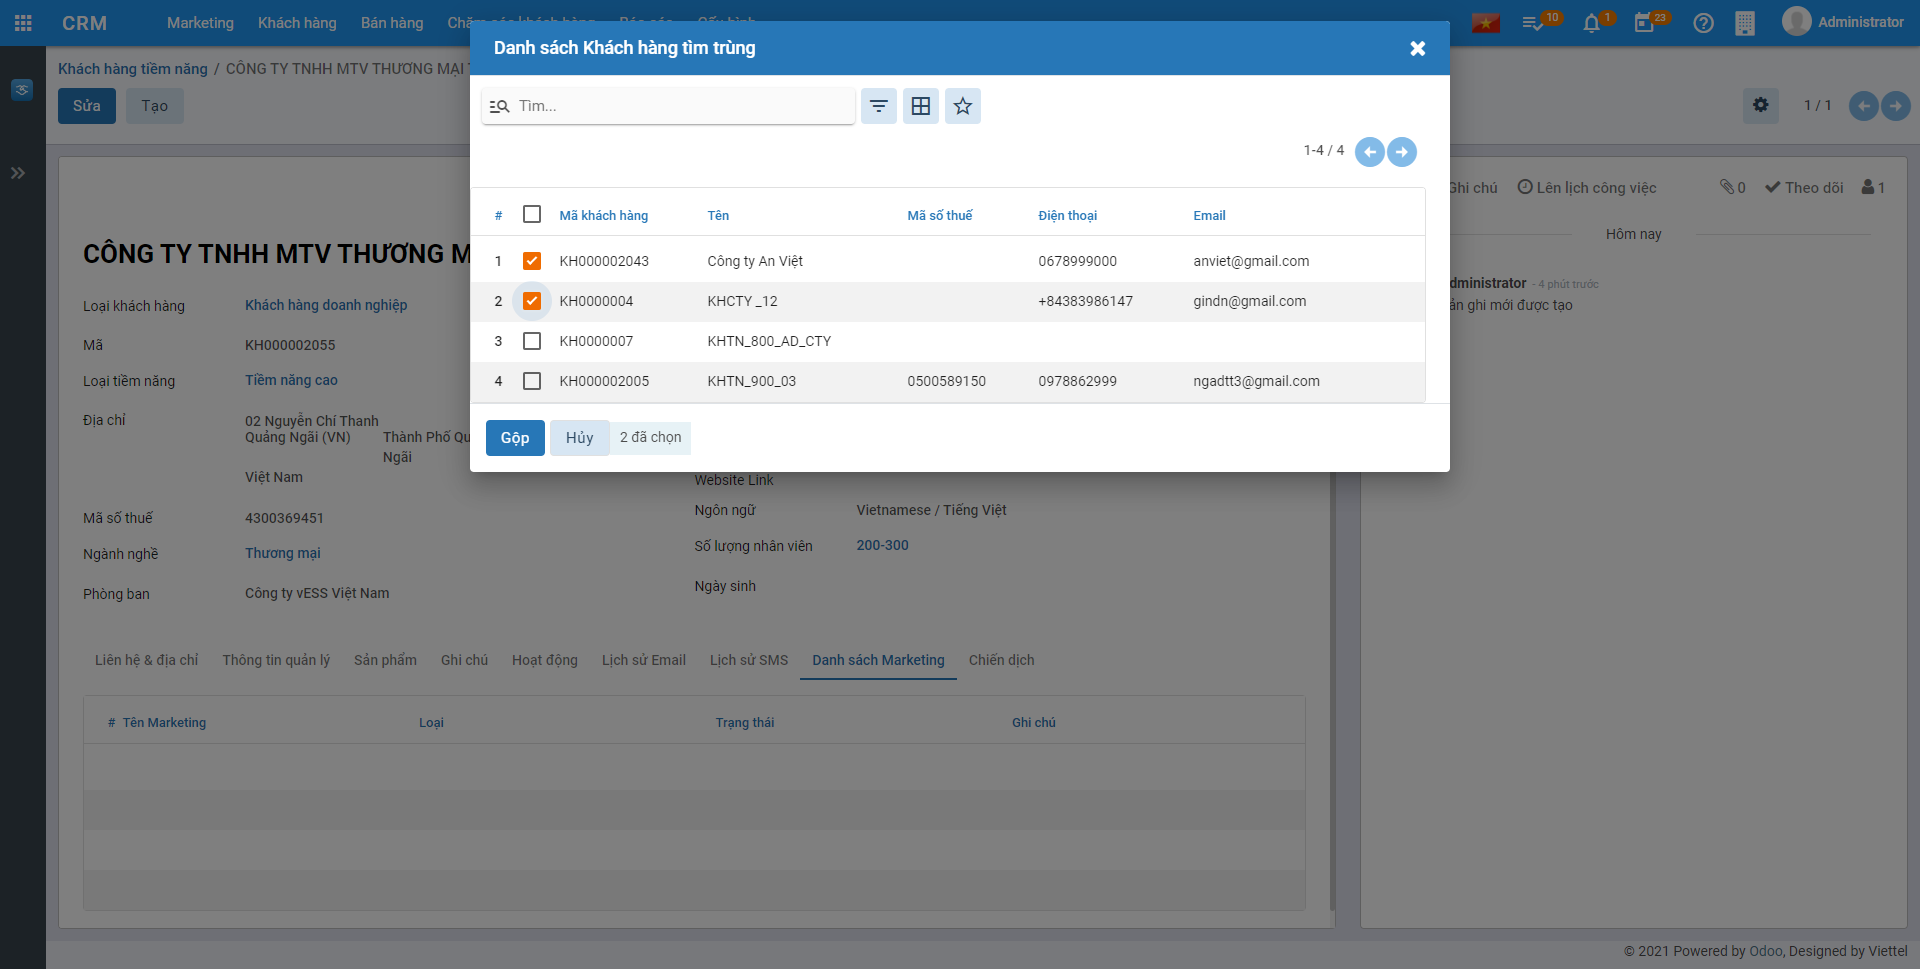 CRM Marketing Khách hàng Bán hàng 10 1 23 Administrator
Danh sách Khách hàng tìm trùng
Khách hàng tiềm năng / CÔNG TY TNHH MTV THƯƠNG MẠI
Sửa Tạo
1 / 1
Tìm...
1-4 / 4
# Mã khách hàng Tên Mã số thuế Điện thoại Email
1 KH000002043 Công ty An Việt 0678999000 anviet@gmail.com
2 KH0000004 KHCTY _12 +84383986147 gindn@gmail.com
3 KH0000007 KHTN_800_AD_CTY
4 KH000002005 KHTN_900_03 0500589150 0978862999 ngadtt3@gmail.com
Gộp Hủy 2 đã chọn
Ghi chú Lên lịch công việc 0 Theo dõi 1
Hôm nay
dministrator - 4 phút trước
ản ghi mới được tạo
CÔNG TY TNHH MTV THƯƠNG M
Loại khách hàng Khách hàng doanh nghiệp
Mã KH000002055
Loại tiềm năng Tiềm năng cao
Địa chỉ 02 Nguyễn Chí Thanh
Quảng Ngãi (VN) Thành Phố Qu
Ngãi
Việt Nam
Mã số thuế 4300369451
Ngành nghề Thương mại
Phòng ban Công ty vESS Việt Nam
Website Link
Ngôn ngữ Vietnamese / Tiếng Việt
Số lượng nhân viên 200-300
Ngày sinh
Liên hệ & địa chỉ Thông tin quản lý Sản phẩm Ghi chú Hoạt động Lịch sử Email Lịch sử SMS Danh sách Marketing Chiến dịch
# Tên Marketing Loại Trạng thái Ghi chú
© 2021 Powered by Odoo, Designed by Viettel